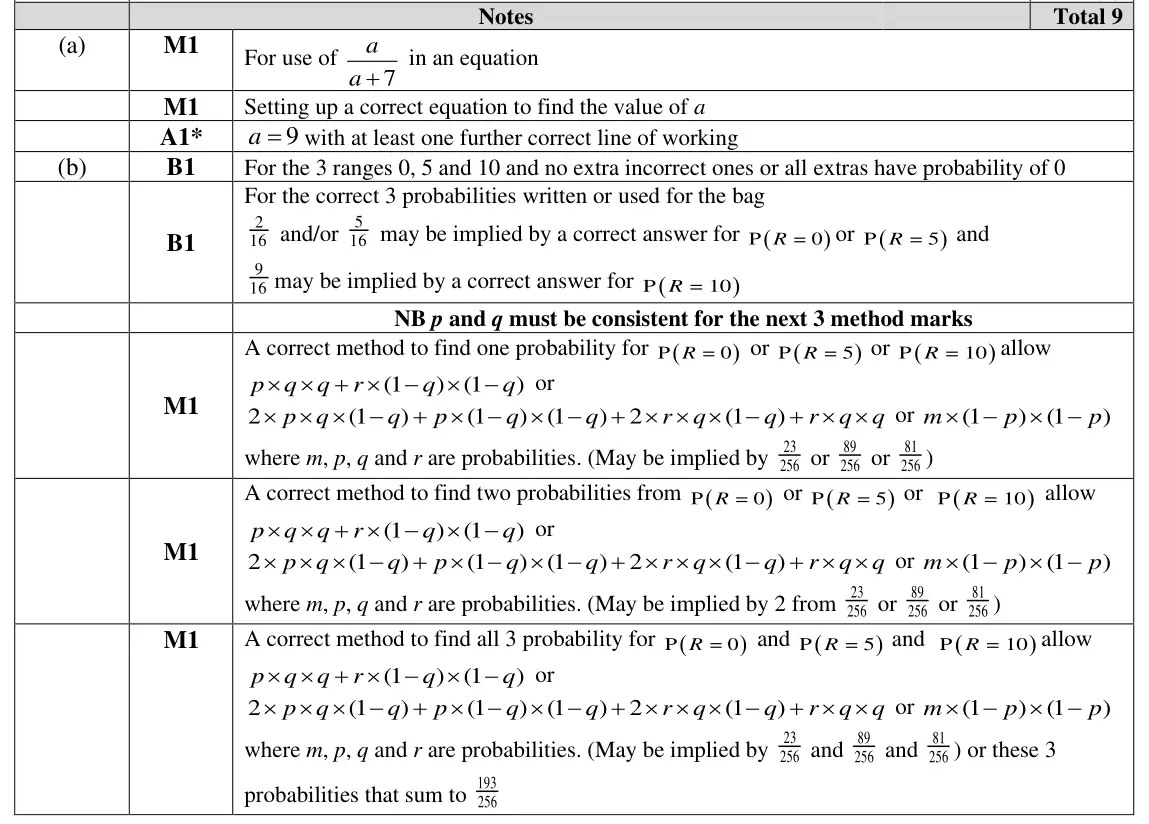 Notes Total 9
(a) M1 For use of a/(a+7) in an equation
M1 Setting up a correct equation to find the value of a
A1* a = 9 with at least one further correct line of working
(b) B1 For the 3 ranges 0, 5 and 10 and no extra incorrect ones or all extras have probability of 0
B1 For the correct 3 probabilities written or used for the bag
2/16 and/or 5/16 may be implied by a correct answer for P(R = 0) or P(R = 5) and
9/16 may be implied by a correct answer for P(R = 10)
NB p and q must be consistent for the next 3 method marks
M1 A correct method to find one probability for P(R = 0) or P(R = 5) or P(R = 10) allow
p×q×q+r×(1−q)×(1−q) or
2×p×q×(1−q)+p×(1−q)×(1−q)+2×r×q×(1−q)+r×q×q or m×(1−p)×(1−p)
where m, p, q and r are probabilities. (May be implied by 23/256 or 89/256 or 81/256)
M1 A correct method to find two probabilities from P(R = 0) or P(R = 5) or P(R = 10) allow
p×q×q+r×(1−q)×(1−q) or
2×p×q×(1−q)+p×(1−q)×(1−q)+2×r×q×(1−q)+r×q×q or m×(1−p)×(1−p)
where m, p, q and r are probabilities. (May be implied by 2 from 23/256 or 89/256 or 81/256)
M1 A correct method to find all 3 probability for P(R = 0) and P(R = 5) and P(R = 10) allow
p×q×q+r×(1−q)×(1−q) or
2×p×q×(1−q)+p×(1−q)×(1−q)+2×r×q×(1−q)+r×q×q or m×(1−p)×(1−p)
where m, p, q and r are probabilities. (May be implied by 23/256 and 89/256 and 81/256) or these 3
probabilities that sum to 193/256